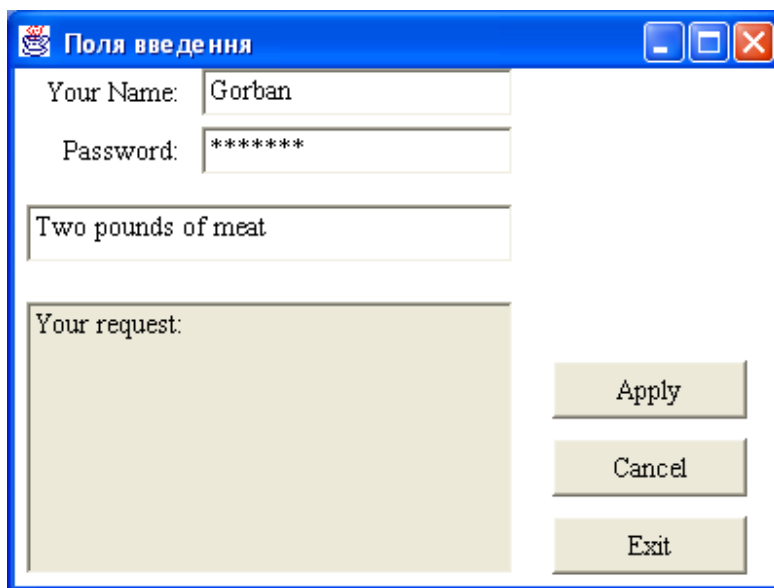 Поля введення
Your Name: Gorban
Password: *******
Two pounds of meat
Your request:
Apply
Cancel
Exit